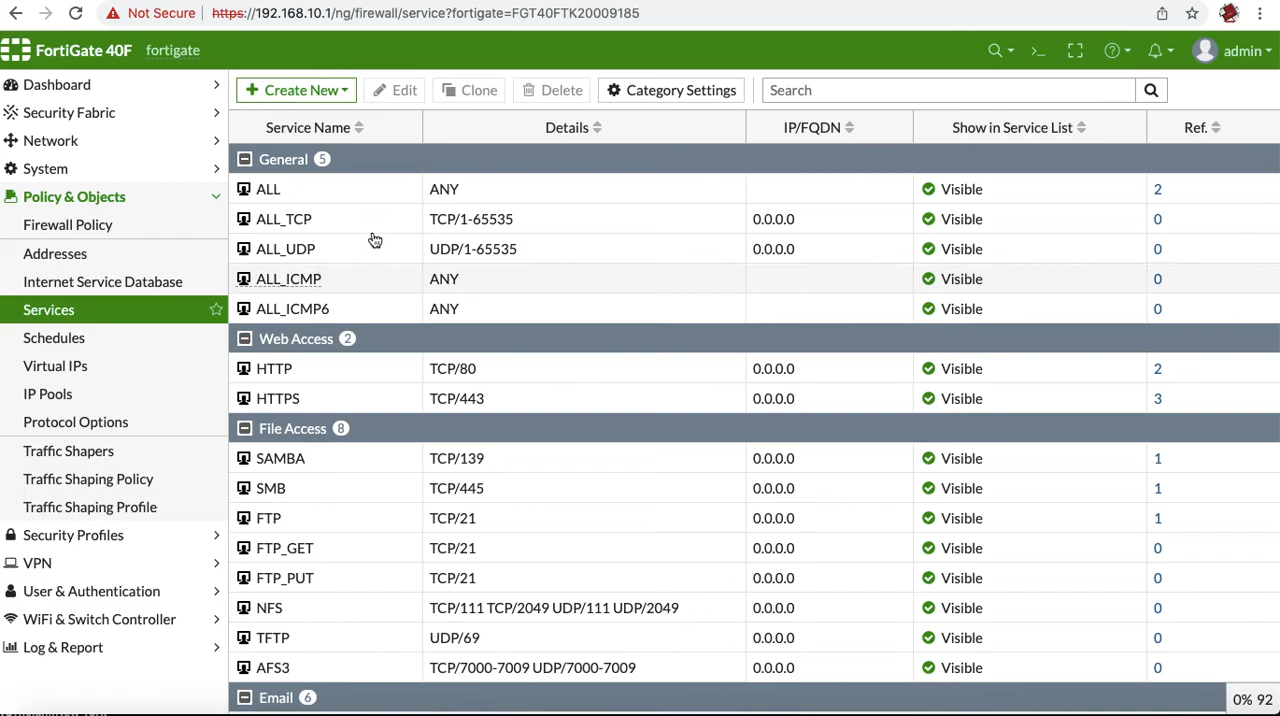 Not Secure https://192.168.10.1/ng/firewall/service?fortigate=FGT40FTK20009185
FortiGate 40F fortigate admin
Dashboard
Security Fabric
Network
System
Policy & Objects
Firewall Policy
Addresses
Internet Service Database
Services
Schedules
Virtual IPs
IP Pools
Protocol Options
Traffic Shapers
Traffic Shaping Policy
Traffic Shaping Profile
Security Profiles
VPN
User & Authentication
WiFi & Switch Controller
Log & Report
Create New Edit Clone Delete Category Settings Search
Service Name Details IP/FQDN Show in Service List Ref.
General 5
ALL ANY Visible 2
ALL_TCP TCP/1-65535 0.0.0.0 Visible 0
ALL_UDP UDP/1-65535 0.0.0.0 Visible 0
ALL_ICMP ANY Visible 0
ALL_ICMP6 ANY Visible 0
Web Access 2
HTTP TCP/80 0.0.0.0 Visible 2
HTTPS TCP/443 0.0.0.0 Visible 3
File Access 8
SAMBA TCP/139 0.0.0.0 Visible 1
SMB TCP/445 0.0.0.0 Visible 1
FTP TCP/21 0.0.0.0 Visible 1
FTP_GET TCP/21 0.0.0.0 Visible 0
FTP_PUT TCP/21 0.0.0.0 Visible 0
NFS TCP/111 TCP/2049 UDP/111 UDP/2049 0.0.0.0 Visible 0
TFTP UDP/69 0.0.0.0 Visible 0
AFS3 TCP/7000-7009 UDP/7000-7009 0.0.0.0 Visible 0
Email 6
0% 92